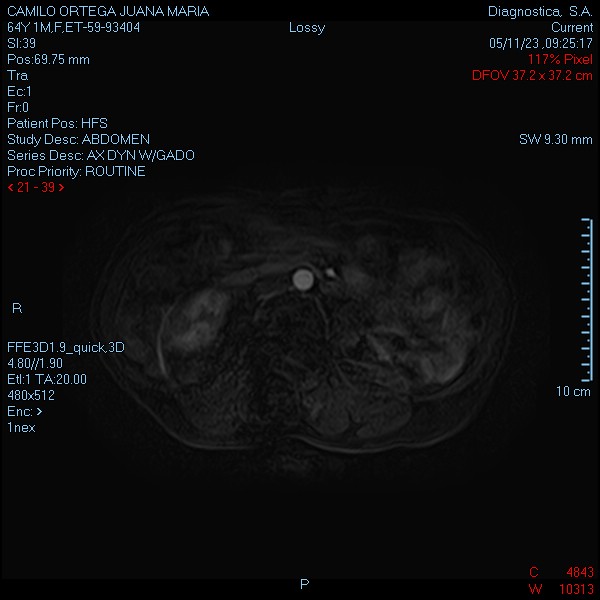 CAMILO ORTEGA JUANA MARIA
64Y 1M,F,ET-59-93404
SI:39
Pos:69.75 mm
Tra
Ec:1
Fr:0
Patient Pos: HFS
Study Desc: ABDOMEN
Series Desc: AX DYN W/GADO
Proc Priority: ROUTINE
< 21 - 39 >
Lossy
Diagnostica, S.A.
Current
05/11/23 ,09:25:17
117% Pixel
DFOV 37.2 x 37.2 cm
SW 9.30 mm
R
FFE3D1.9_quick,3D
4.80//1.90
Etl:1 TA:20.00
480x512
Enc: >
1nex
10 cm
P
C 4843
W 10313